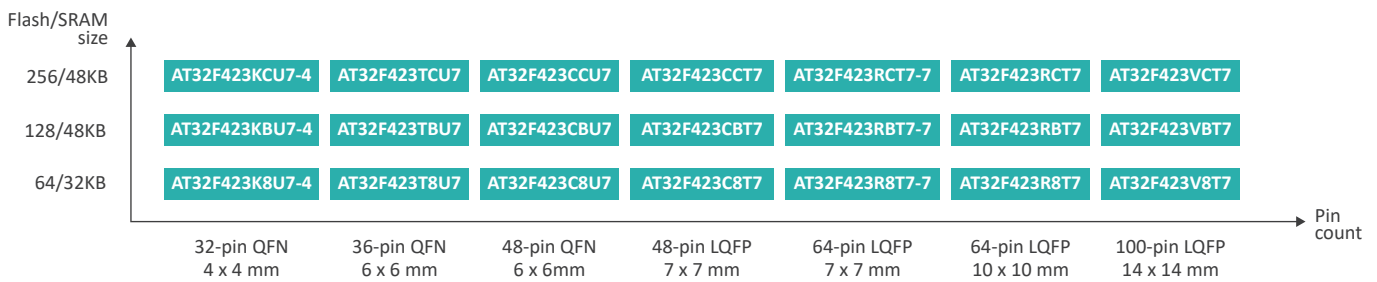 Flash/SRAM
size
256/48KB AT32F423KCU7-4 AT32F423TCU7 AT32F423CCU7 AT32F423CCT7 AT32F423RCT7-7 AT32F423RCT7 AT32F423VCT7
128/48KB AT32F423KBU7-4 AT32F423TBU7 AT32F423CBU7 AT32F423CBT7 AT32F423RBT7-7 AT32F423RBT7 AT32F423VBT7
64/32KB AT32F423K8U7-4 AT32F423T8U7 AT32F423C8U7 AT32F423C8T7 AT32F423R8T7-7 AT32F423R8T7 AT32F423V8T7
Pin
count
32-pin QFN 36-pin QFN 48-pin QFN 48-pin LQFP 64-pin LQFP 64-pin LQFP 100-pin LQFP
4 x 4 mm 6 x 6 mm 6 x 6mm 7 x 7 mm 7 x 7 mm 10 x 10 mm 14 x 14 mm